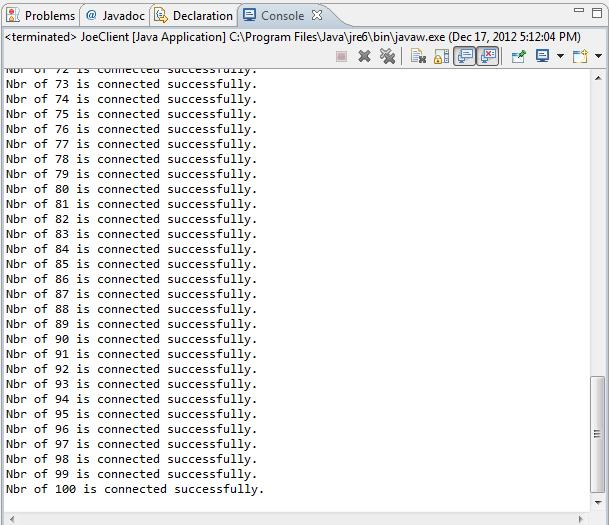 Problems @ Javadoc Declaration Console
<terminated> JoeClient [Java Application] C:\Program Files\Java\jre6\bin\javaw.exe (Dec 17, 2012 5:12:04 PM)
Nbr of 72 is connected successfully.
Nbr of 73 is connected successfully.
Nbr of 74 is connected successfully.
Nbr of 75 is connected successfully.
Nbr of 76 is connected successfully.
Nbr of 77 is connected successfully.
Nbr of 78 is connected successfully.
Nbr of 79 is connected successfully.
Nbr of 80 is connected successfully.
Nbr of 81 is connected successfully.
Nbr of 82 is connected successfully.
Nbr of 83 is connected successfully.
Nbr of 84 is connected successfully.
Nbr of 85 is connected successfully.
Nbr of 86 is connected successfully.
Nbr of 87 is connected successfully.
Nbr of 88 is connected successfully.
Nbr of 89 is connected successfully.
Nbr of 90 is connected successfully.
Nbr of 91 is connected successfully.
Nbr of 92 is connected successfully.
Nbr of 93 is connected successfully.
Nbr of 94 is connected successfully.
Nbr of 95 is connected successfully.
Nbr of 96 is connected successfully.
Nbr of 97 is connected successfully.
Nbr of 98 is connected successfully.
Nbr of 99 is connected successfully.
Nbr of 100 is connected successfully.